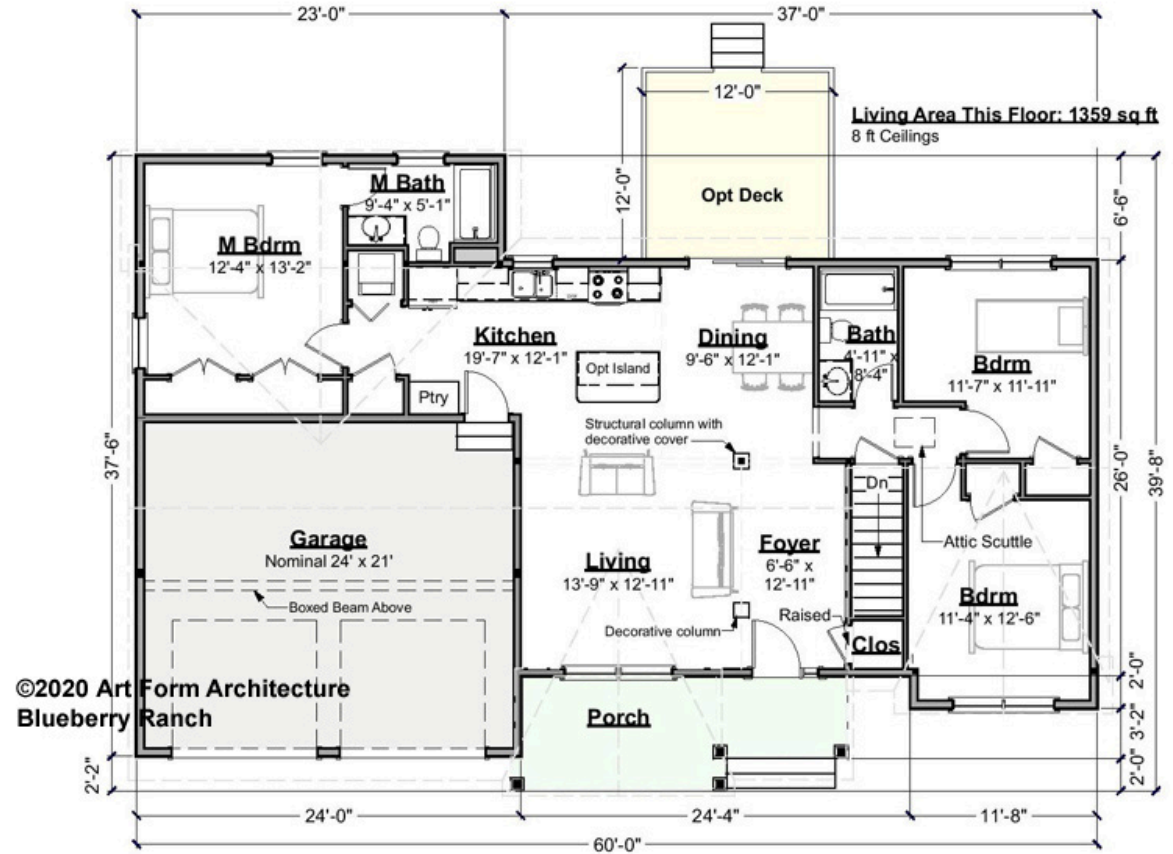 23'-0"
37'-0"
12'-0"
Living Area This Floor: 1359 sq ft
8 ft Ceilings
12'-0"
6'-6"
Opt Deck
M Bath
9'-4" x 5'-1"
M Bdrm
12'-4" x 13'-2"
Kitchen
19'-7" x 12'-1"
Opt Island
Dining
9'-6" x 12'-1"
Bath
4'-11" x
8'-4"
Bdrm
11'-7" x 11'-11"
Ptry
Structural column with
decorative cover
37'-6"
26'-0"
39'-8"
Dn
Attic Scuttle
Garage
Nominal 24' x 21'
Boxed Beam Above
Living
13'-9" x 12'-11"
Foyer
6'-6" x
12'-11"
Bdrm
11'-4" x 12'-6"
Raised
Decorative column
Clos
©2020 Art Form Architecture
Blueberry Ranch
Porch
2'-0"
3'-2"
2'-0"
2'-2"
24'-0"
24'-4"
11'-8"
60'-0"